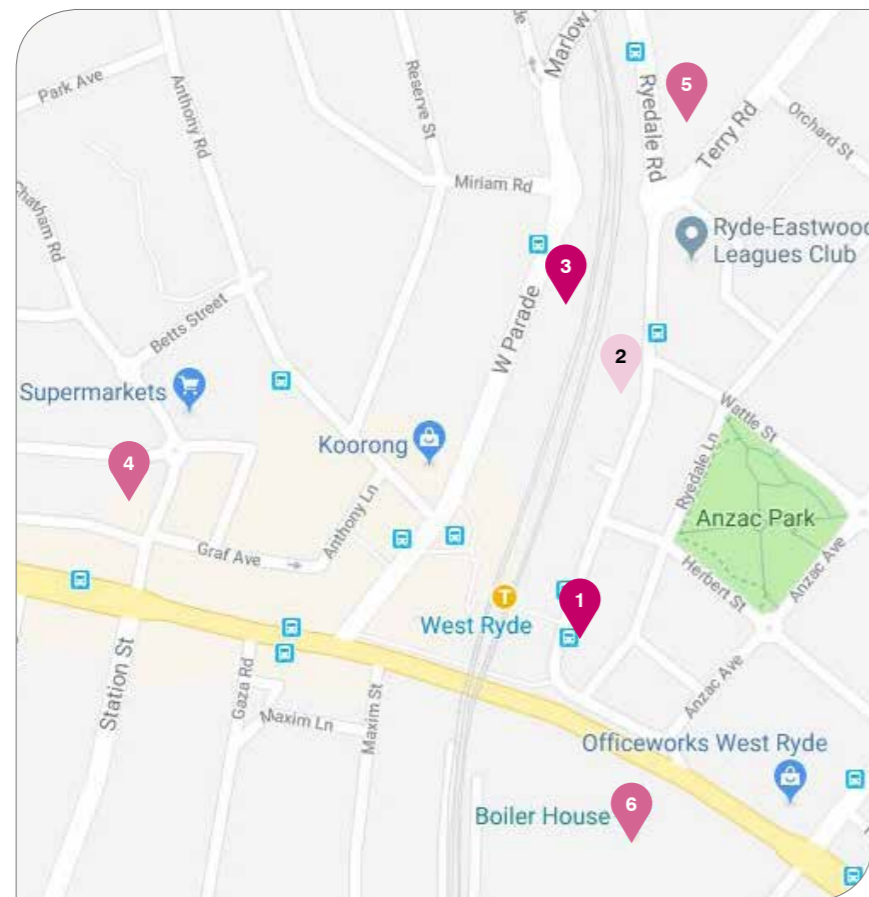 Marlow
5
Park Ave
Anthony Rd
Reserve St
Ryedale Rd
Terry Rd
Orchard St
Miriam Rd
Chatham Rd
Ryde-Eastwood
Leagues Club
3
W Parade
Betts Street
2
Supermarkets
Wattle St
Koorong
4
Ryedale Ln
Anthony Ln
Anzac Park
Graf Ave
Herbert St
Anzac Ave
T
West Ryde
1
Station St
Gaza Rd
Maxim St
Maxim Ln
Anzac Ave
Officeworks West Ryde
Boiler House
6